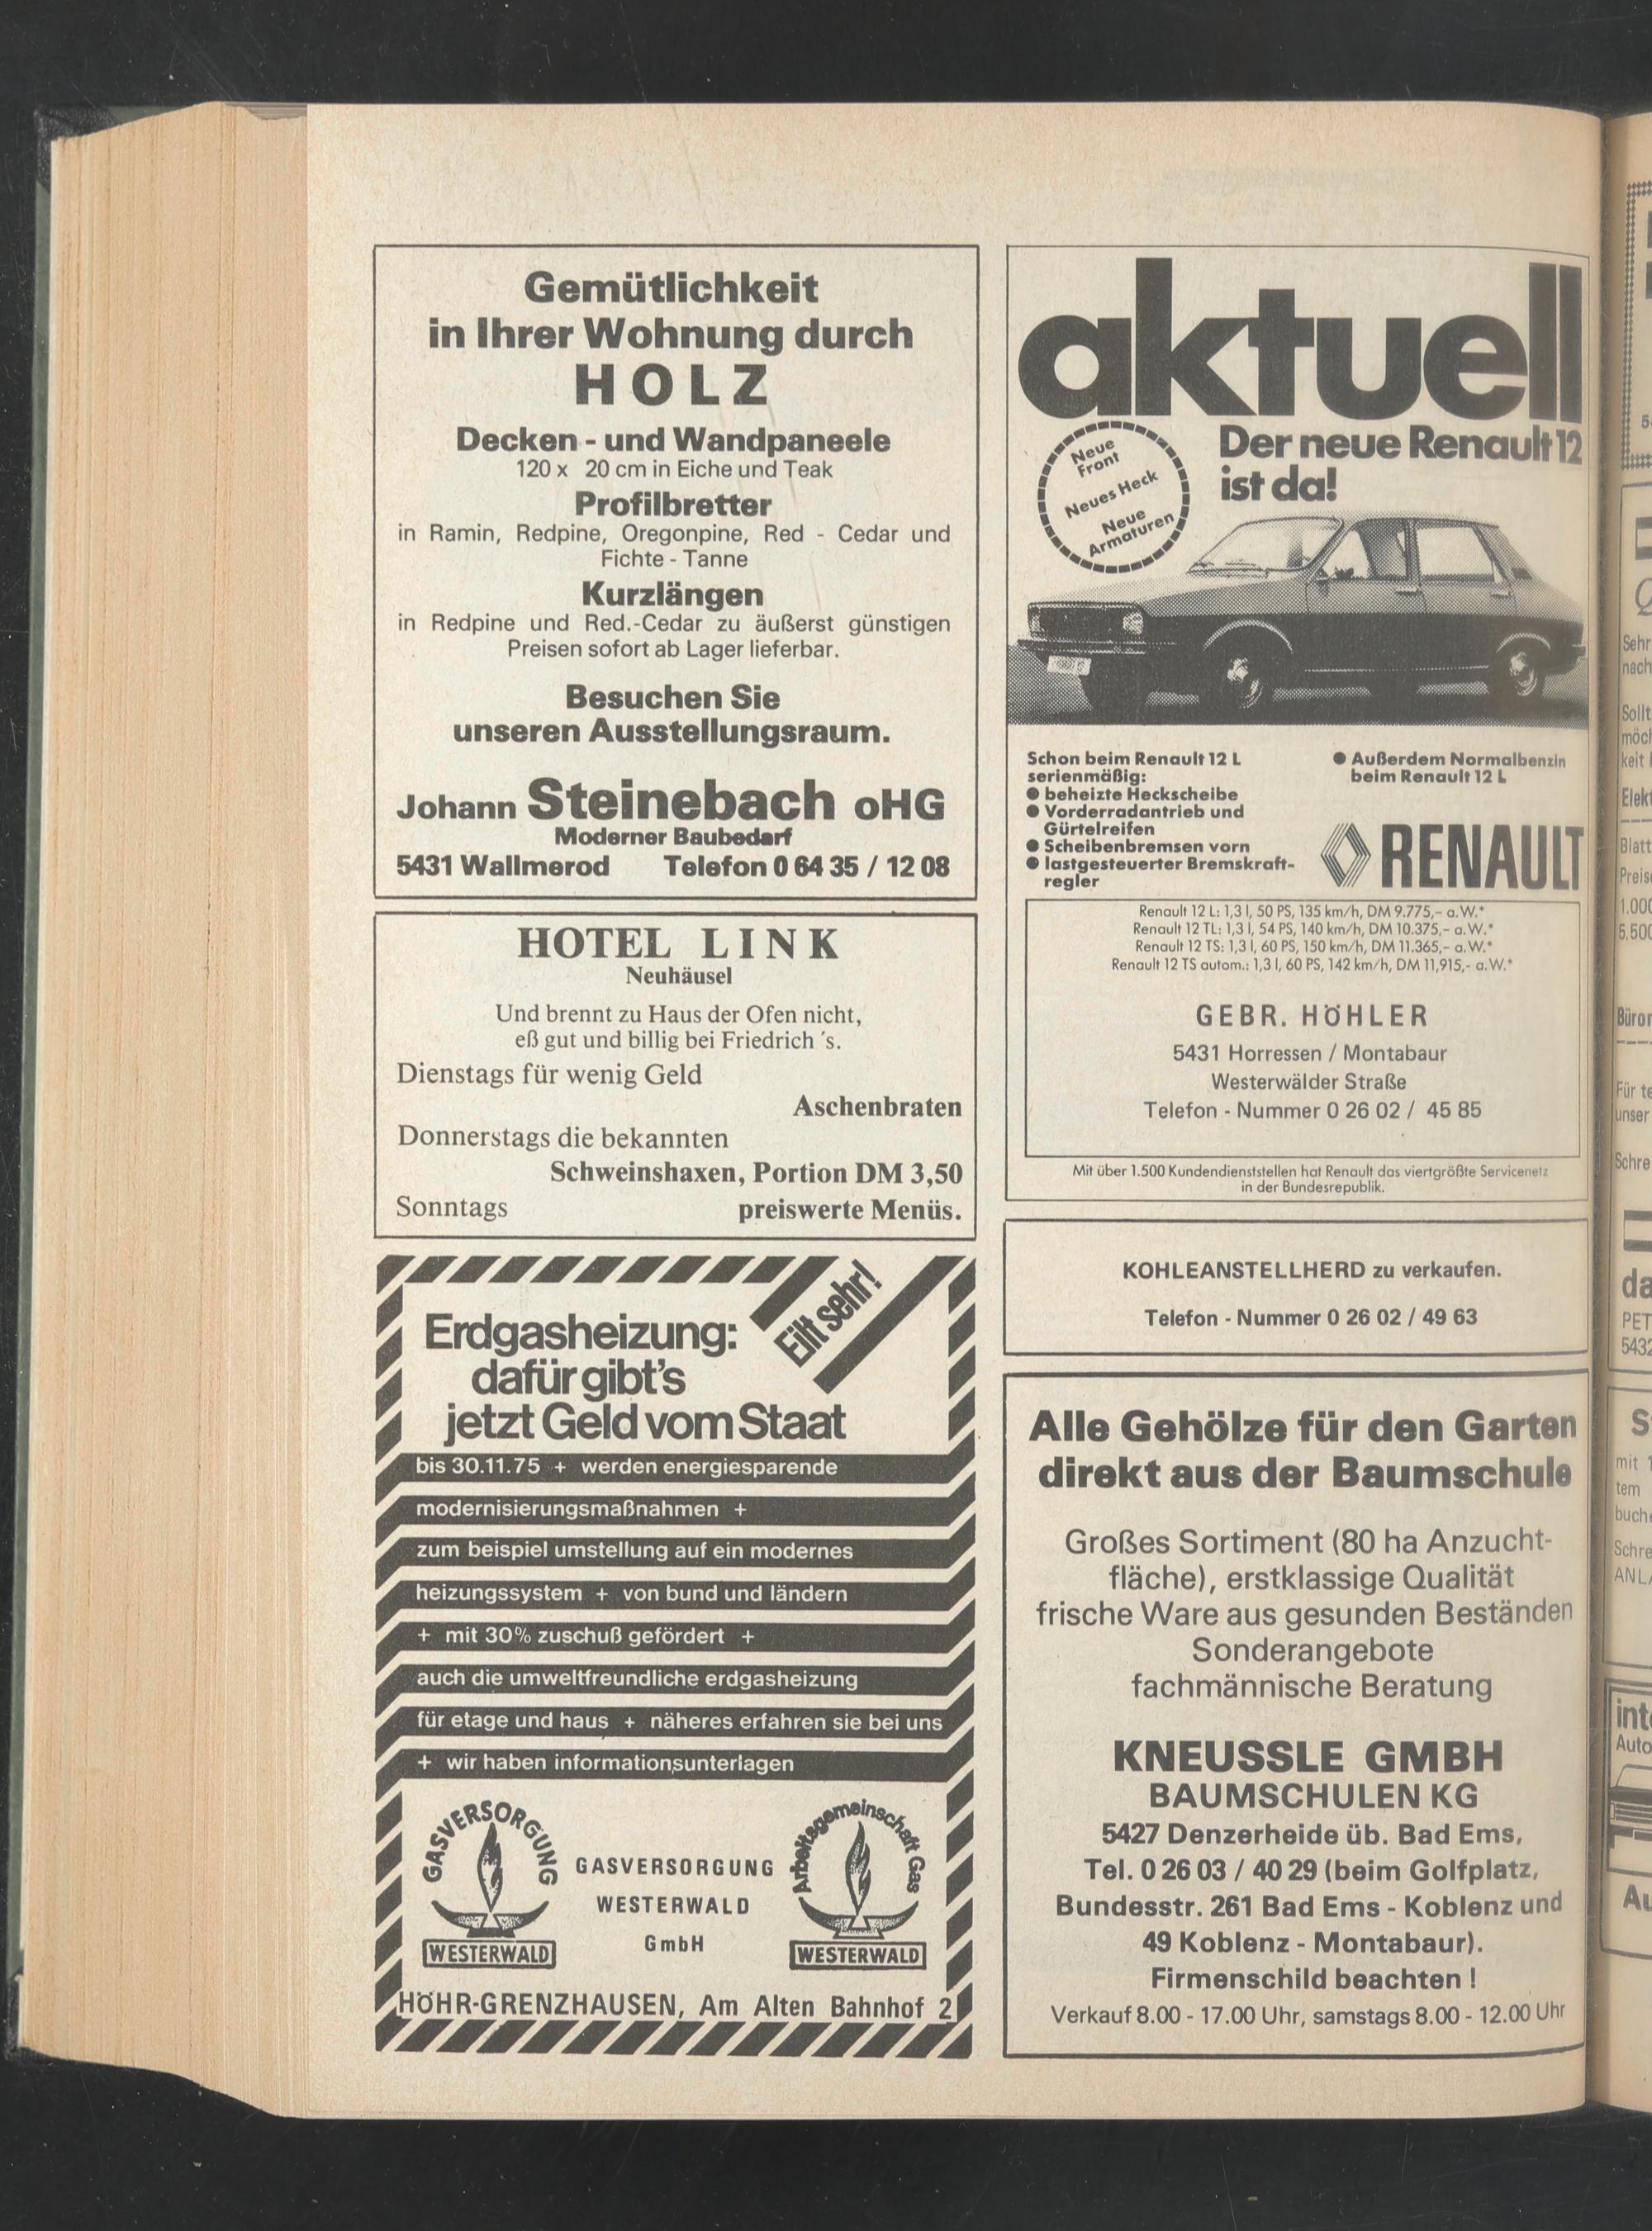 Gemütlichkeit
in Ihrer Wohnung durch
HOLZ
Decken - und Wandpaneele
120 x 20 cm in Eiche und Teak
Profilbretter
in Ramin, Redpine, Oregonpine, Red - Cedar und
Fichte - Tanne
Kurzlängen
in Redpine und Red.-Cedar zu äußerst günstigen
Preisen sofort ab Lager lieferbar.
Besuchen Sie
unseren Ausstellungsraum.
Johann Steinebach oHG
Moderner Baubedarf
5431 Wallmerod Telefon 0 64 35 / 12 08
HOTEL LINK
Neuhäusel
Und brennt zu Haus der Ofen nicht,
eß gut und billig bei Friedrich ´s.
Dienstags für wenig Geld
Aschenbraten
Donnerstags die bekannten
Schweinshaxen, Portion DM 3,50
Sonntags preiswerte Menüs.
Eilt sehr!
Erdgasheizung:
dafür gibt's
jetzt Geld vom Staat
bis 30.11.75 + werden energiesparende
modernisierungsmaßnahmen +
zum beispiel umstellung auf ein modernes
heizungssystem + von bund und ländern
+ mit 30% zuschuß gefördert +
auch die umweltfreundliche erdgasheizung
für etage und haus + näheres erfahren sie bei uns
+ wir haben informationsunterlagen
GASVERSORGUNG
WESTERWALD
GASVERSORGUNG
WESTERWALD
GmbH
Arbeitsgemeinschaft Gas
WESTERWALD
HÖHR-GRENZHAUSEN, Am Alten Bahnhof 2
aktuell
Der neue Renault 12
ist da!
Neue
Front
Neues Heck
Neue
Armaturen
Schon beim Renault 12 L
serienmäßig:
● beheizte Heckscheibe
● Vorderradantrieb und
Gürtelreifen
● Scheibenbremsen vorn
● lastgesteuerter Bremskraft-
regler
● Außerdem Normalbenzin
beim Renault 12 L
RENAULT
Renault 12 L: 1,3 l, 50 PS, 135 km/h, DM 9.775,- a.W.*
Renault 12 TL: 1,3 l, 54 PS, 140 km/h, DM 10.375,- a.W.*
Renault 12 TS: 1,3 l, 60 PS, 150 km/h, DM 11.365,- a.W.*
Renault 12 TS autom.: 1,3 l, 60 PS, 142 km/h, DM 11,915,- a.W.*
GEBR. HÖHLER
5431 Horressen / Montabaur
Westerwälder Straße
Telefon - Nummer 0 26 02 / 45 85
Mit über 1.500 Kundendienststellen hat Renault das viertgrößte Servicenetz
in der Bundesrepublik.
KOHLEANSTELLHERD zu verkaufen.
Telefon - Nummer 0 26 02 / 49 63
Alle Gehölze für den Garten
direkt aus der Baumschule
Großes Sortiment (80 ha Anzucht-
fläche), erstklassige Qualität
frische Ware aus gesunden Beständen
Sonderangebote
fachmännische Beratung
KNEUSSLE GMBH
BAUMSCHULEN KG
5427 Denzerheide üb. Bad Ems,
Tel. 0 26 03 / 40 29 (beim Golfplatz,
Bundesstr. 261 Bad Ems - Koblenz und
49 Koblenz - Montabaur).
Firmenschild beachten !
Verkauf 8.00 - 17.00 Uhr, samstags 8.00 - 12.00 Uhr